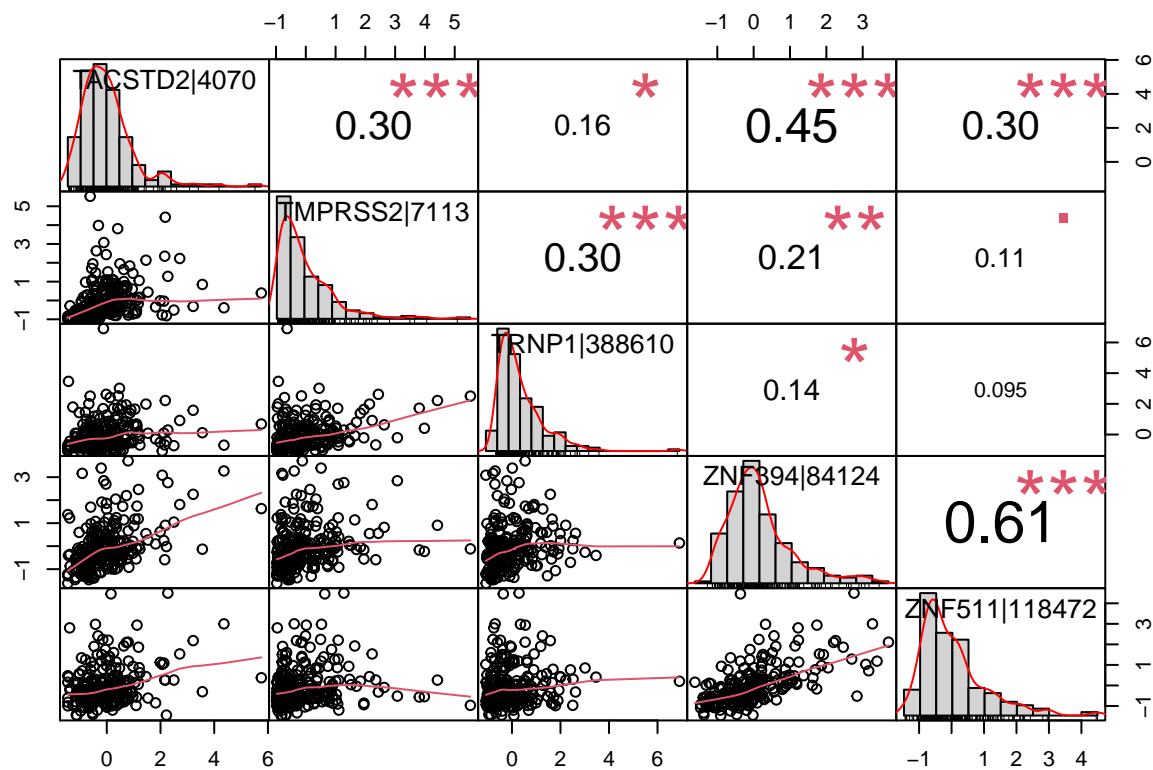 −1 1 2 3 4 5 −1 0 1 2 3
TACSTD2|4070 0.30 *** 0.16 * 0.45 *** 0.30 *** 0 2 4 6
−1 1 3 5 TMPRSS2|7113 0.30 *** 0.21 ** 0.11 .
TRNP1|388610 0.14 * 0.095 0 2 4 6
−1 1 3 ZNF394|84124 0.61 ***
ZNF511|118472 −1 1 3
0 2 4 6 0 2 4 6 −1 1 2 3 4